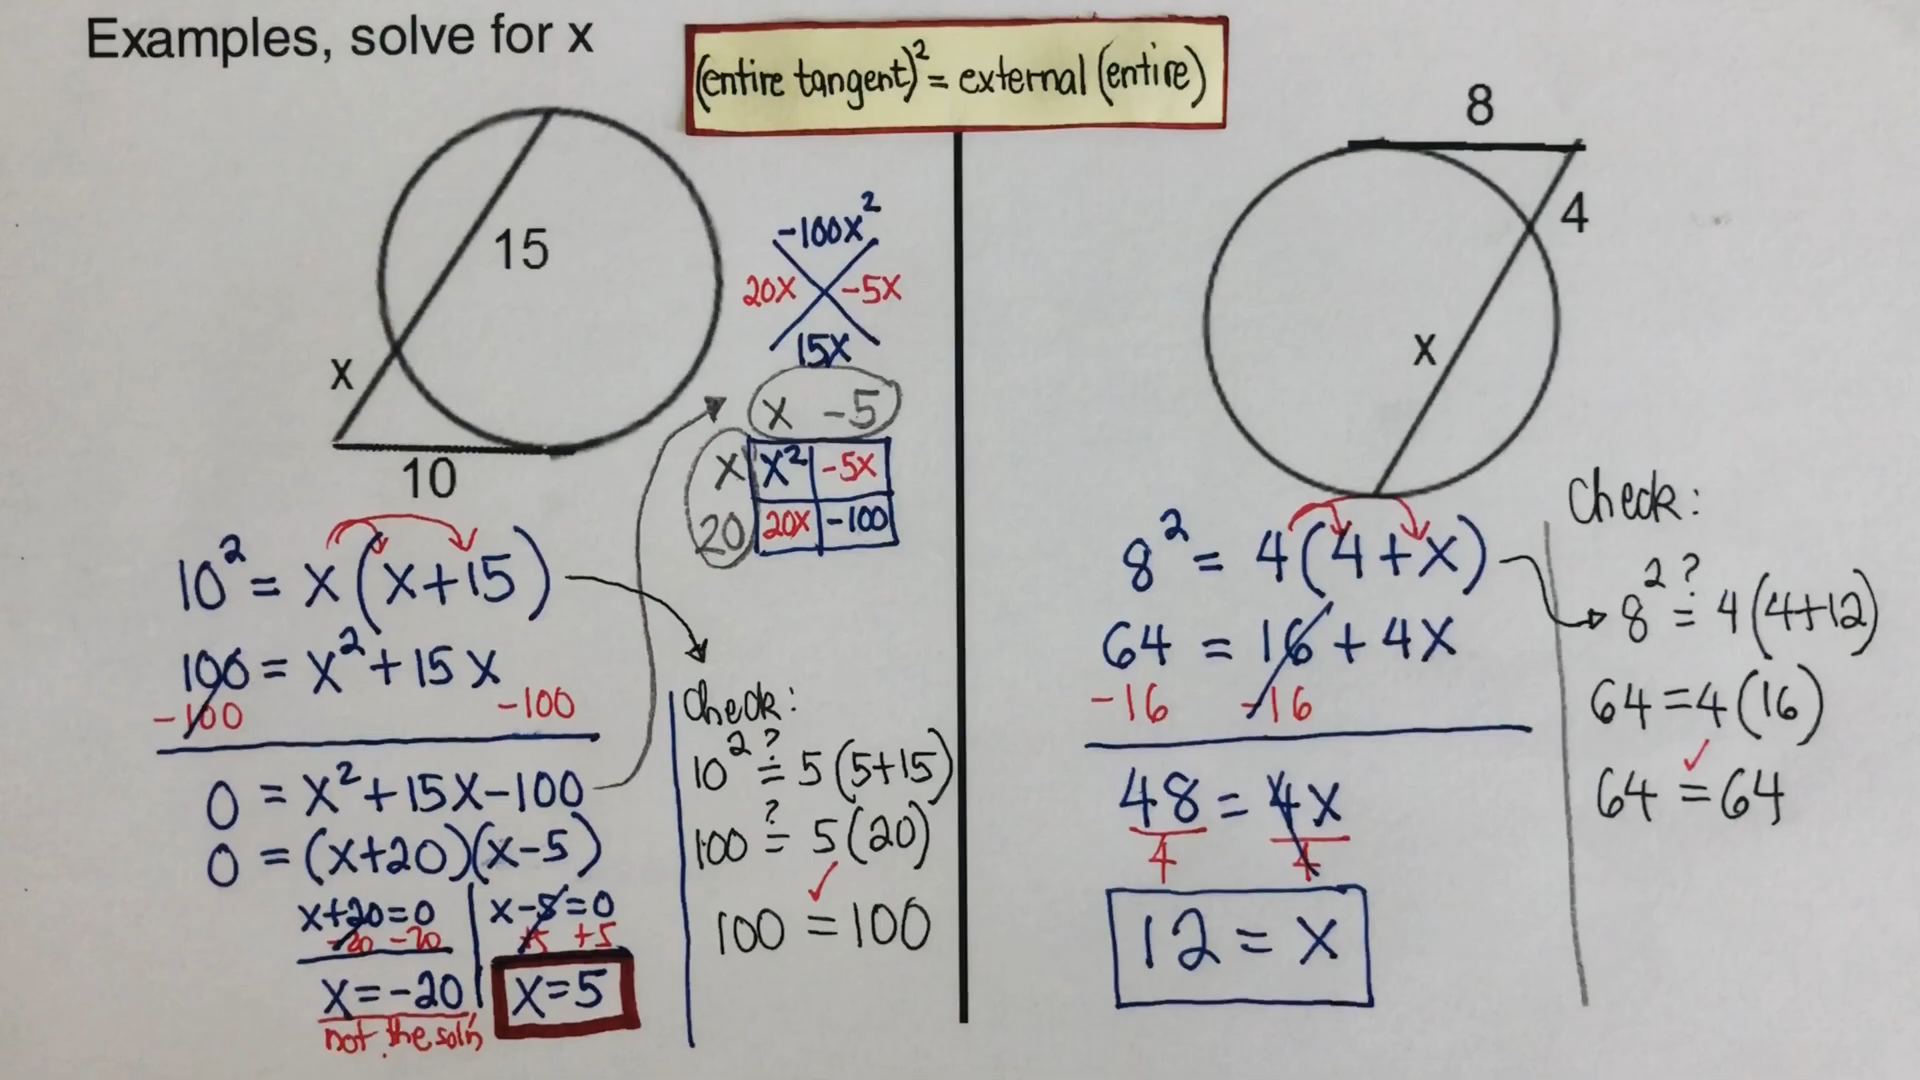 Examples, solve for x
(entire tangent)² = external (entire)
15
x
10
-100x²
20x -5x
15x
x -5
x x² -5x
20 20x -100
10² = x(x+15)
100 = x² + 15x
-100 -100
0 = x² + 15x - 100
0 = (x+20)(x-5)
x+20=0
-20 -20
x=-20
not the sol'n
x-5=0
+5 +5
x=5
Check:
10² ≟ 5(5+15)
100 ≟ 5(20)
✓
100 = 100
8
4
x
8² = 4(4+x)
64 = 16 + 4x
-16 -16
48 = 4x
4 4
12 = x
Check:
8² ≟ 4(4+12)
64 = 4(16)
✓
64 = 64